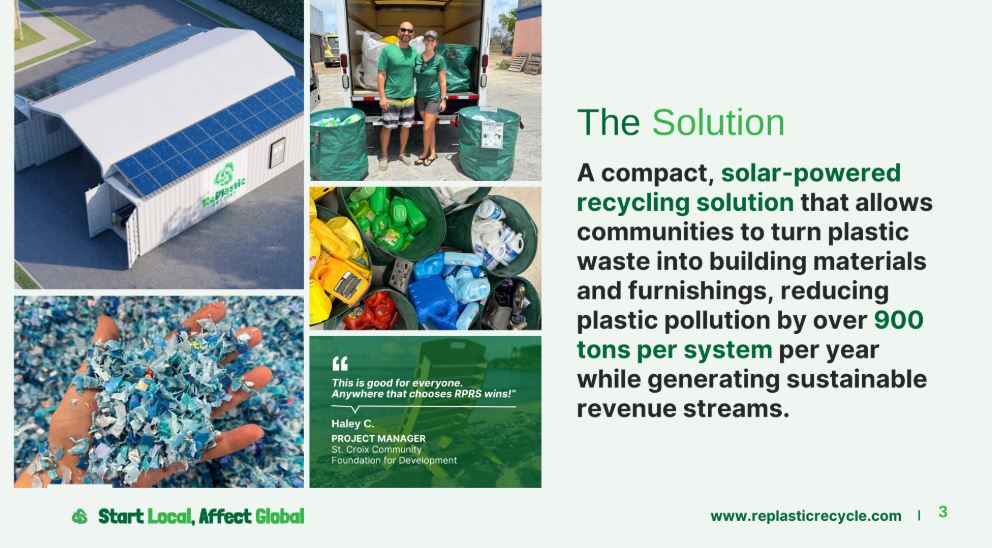 RePlastic
The Solution
A compact, solar-powered
recycling solution that allows
communities to turn plastic
waste into building materials
and furnishings, reducing
plastic pollution by over 900
tons per system per year
while generating sustainable
revenue streams.
“
This is good for everyone.
Anywhere that chooses RPRS wins!"
Haley C.
PROJECT MANAGER
St. Croix Community
Foundation for Development
Start Local, Affect Global
www.replasticrecycle.com | 3